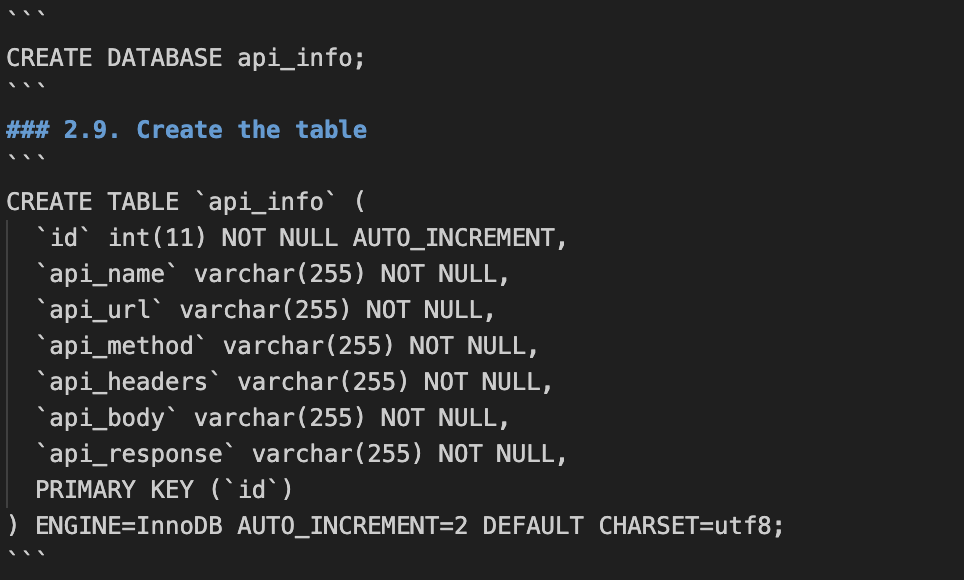 ```
CREATE DATABASE api_info;
```
### 2.9. Create the table
```
CREATE TABLE `api_info` (
  `id` int(11) NOT NULL AUTO_INCREMENT,
  `api_name` varchar(255) NOT NULL,
  `api_url` varchar(255) NOT NULL,
  `api_method` varchar(255) NOT NULL,
  `api_headers` varchar(255) NOT NULL,
  `api_body` varchar(255) NOT NULL,
  `api_response` varchar(255) NOT NULL,
  PRIMARY KEY (`id`)
) ENGINE=InnoDB AUTO_INCREMENT=2 DEFAULT CHARSET=utf8;
```